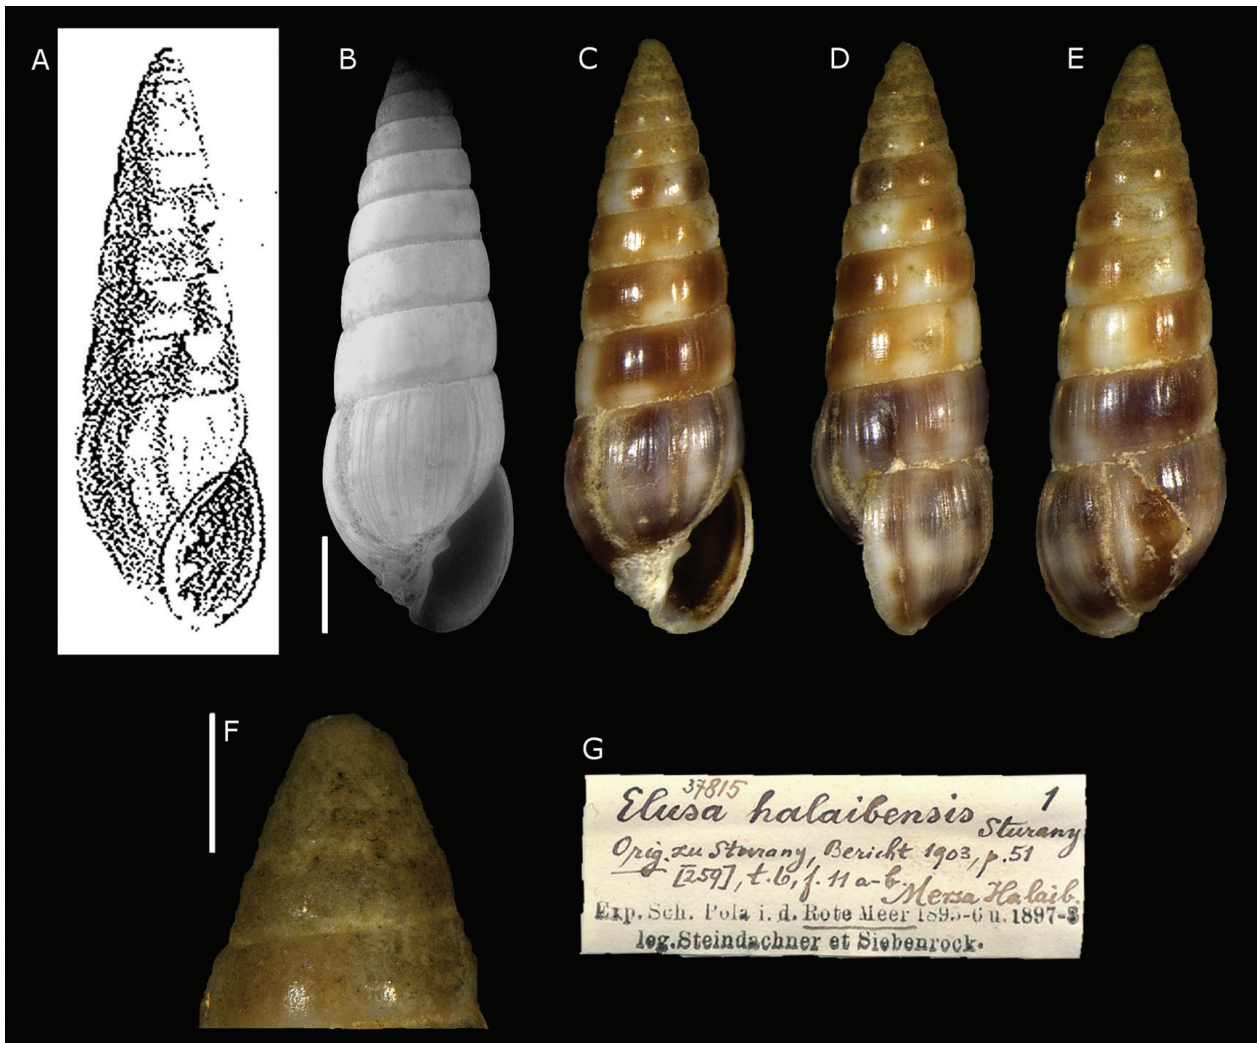 A
B
C
D
E
F
G
37815
Elusa halaibensis 1
Sturany
Orig. zu Sturany, Bericht 1903, p. 51
[259], t. 6, f. 11 a-b.
Mersa Halaib.
Exp. Sch. Pola i. d. Rote Meer 1895-6 u. 1897-8
leg. Steindachner et Siebenrock.